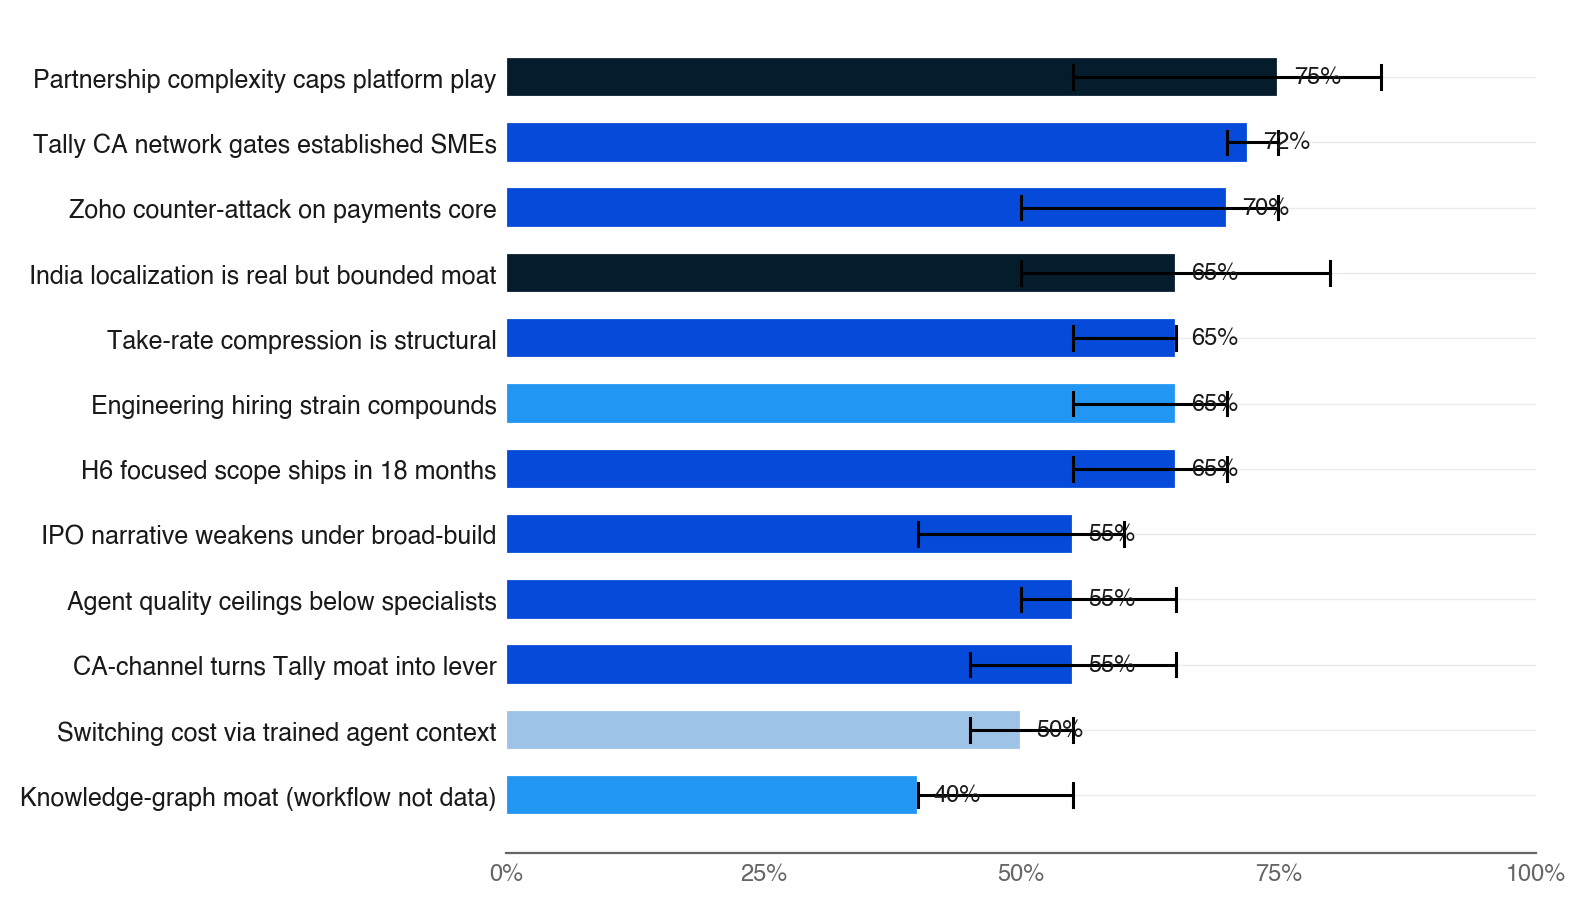 Partnership complexity caps platform play 75%
Tally CA network gates established SMEs 72%
Zoho counter-attack on payments core 70%
India localization is real but bounded moat 65%
Take-rate compression is structural 65%
Engineering hiring strain compounds 65%
H6 focused scope ships in 18 months 65%
IPO narrative weakens under broad-build 55%
Agent quality ceilings below specialists 55%
CA-channel turns Tally moat into lever 55%
Switching cost via trained agent context 50%
Knowledge-graph moat (workflow not data) 40%
0% 25% 50% 75% 100%